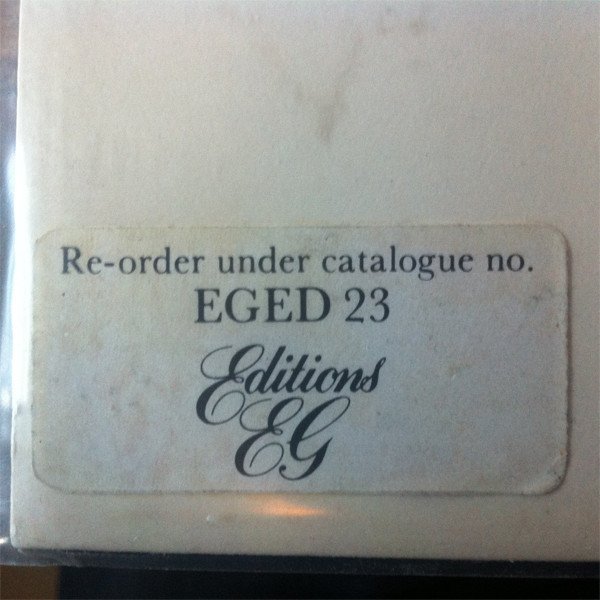 Re-order under catalogue no.
EGED 23
Editions
EG